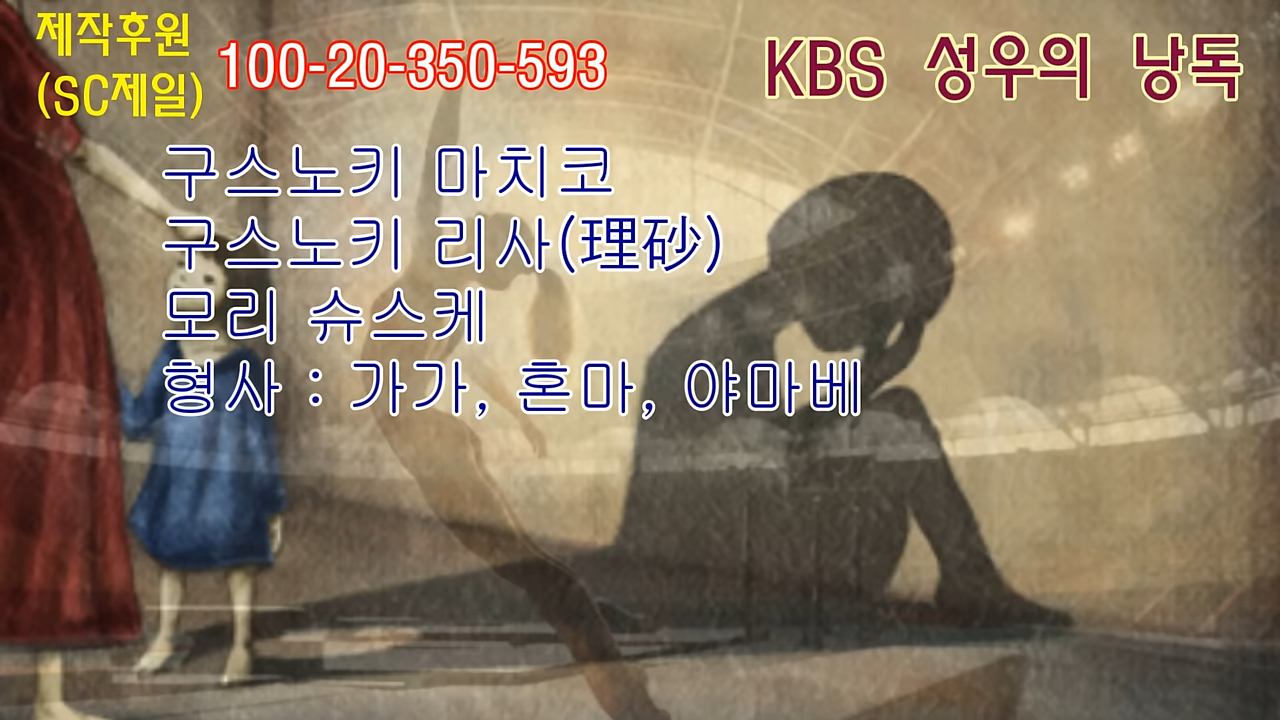 제작후원
(SC제일)
100-20-350-593
KBS 성우의 낭독
구스노키 마치코
구스노키 리사(理砂)
모리 슈스케
형사 : 가가, 혼마, 야마베